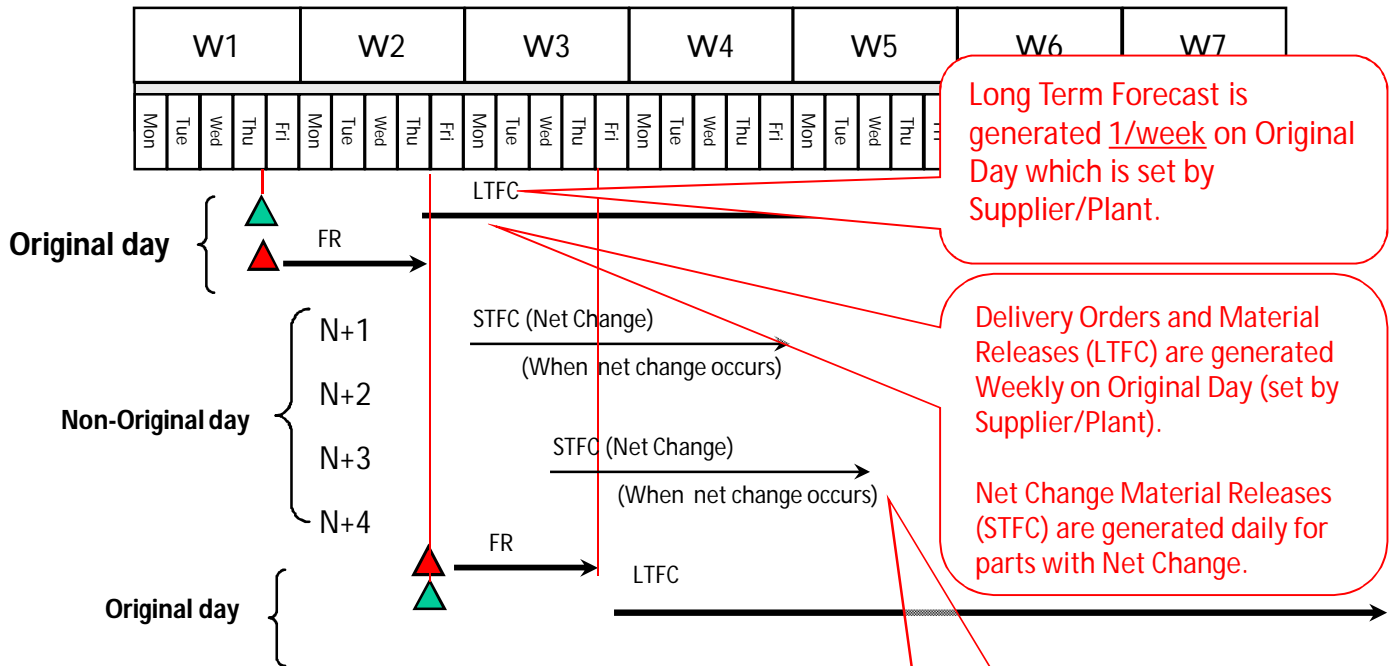 W1 W2 W3 W4 W5 W6 W7
Mon Tue Wed Thu Fri Mon Tue Wed Thu Fri Mon Tue Wed Thu Fri Mon Tue Wed Thu Fri Mon Tue Wed Thu Fri
Long Term Forecast is
generated 1/week on Original
Day which is set by
Supplier/Plant.
LTFC
Original day
FR
Delivery Orders and Material
Releases (LTFC) are generated
Weekly on Original Day (set by
Supplier/Plant).
Net Change Material Releases
(STFC) are generated daily for
parts with Net Change.
Non-Original day
N+1
STFC (Net Change)
(When net change occurs)
N+2
N+3
STFC (Net Change)
(When net change occurs)
N+4
FR
LTFC
Original day